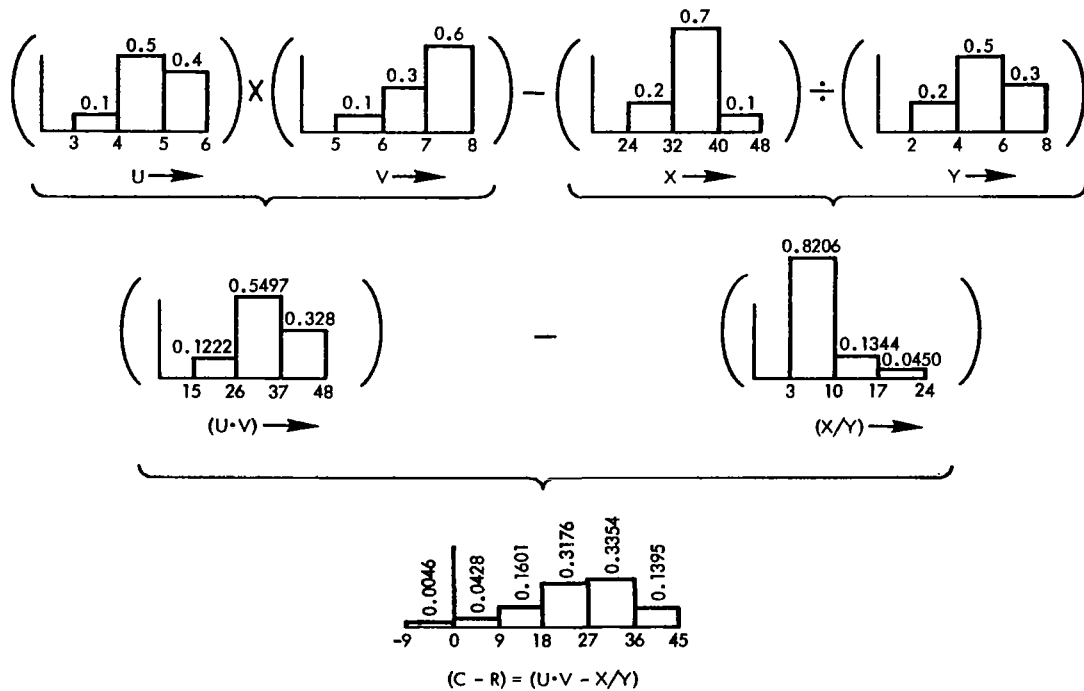 0.5 0.4 0.1
0.6 0.3 0.1
0.7 0.2 0.1
0.5 0.3 0.2
( ) X ( ) − ( ) ÷ ( )
3 4 5 6
5 6 7 8
24 32 40 48
2 4 6 8
U
V
X
Y
0.1222 0.5497 0.328
−
0.8206 0.1344 0.0450
15 26 37 48
3 10 17 24
(U·V)
(X/Y)
0.0046 0.0428 0.1601 0.3176 0.3354 0.1395
-9 0 9 18 27 36 45
(C - R) = (U·V - X/Y)